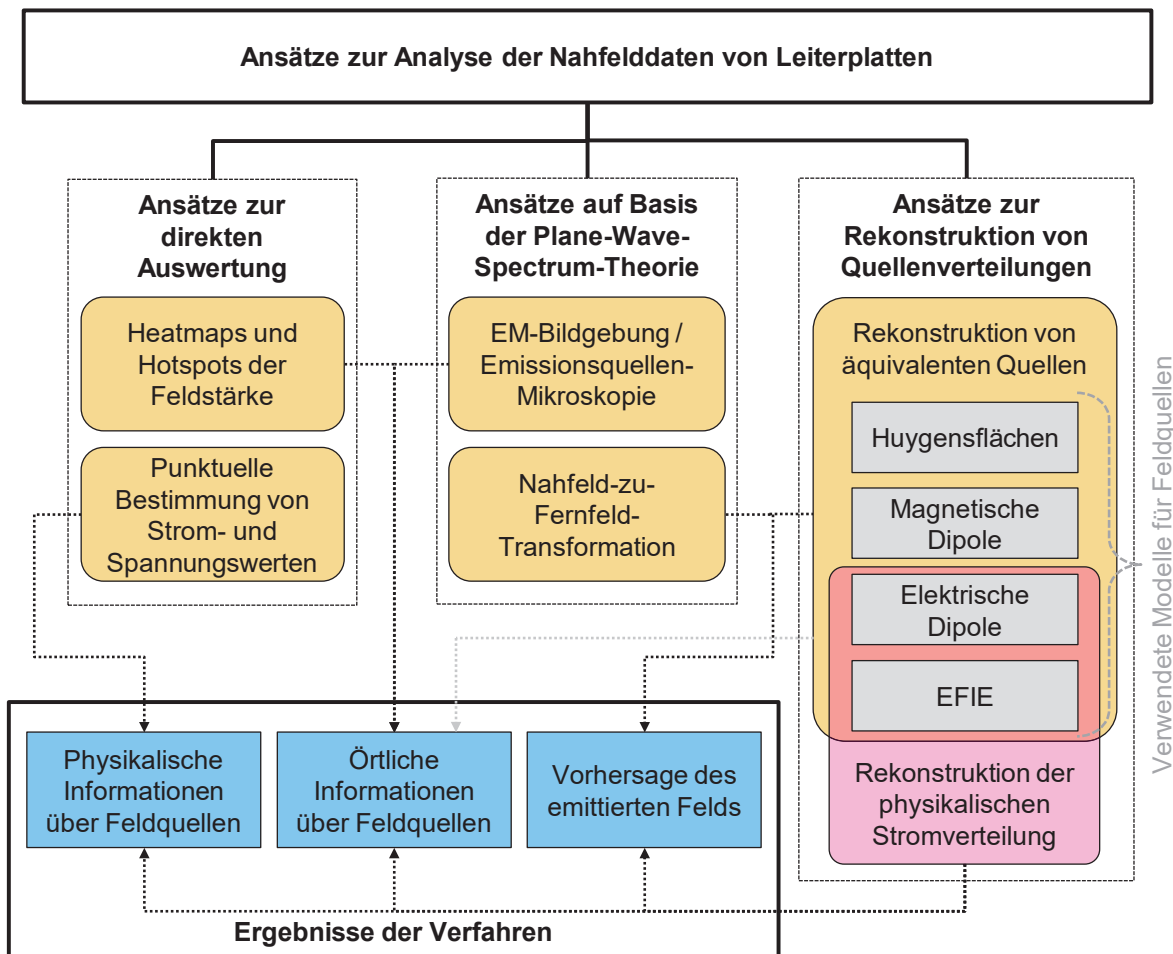 Ansätze zur Analyse der Nahfelddaten von Leiterplatten
Ansätze zur
direkten
Auswertung
Heatmaps und
Hotspots der
Feldstärke
Punktuelle
Bestimmung von
Strom- und
Spannungswerten
Ansätze auf Basis
der Plane-Wave-
Spectrum-Theorie
EM-Bildgebung /
Emissionsquellen-
Mikroskopie
Nahfeld-zu-
Fernfeld-
Transformation
Ansätze zur
Rekonstruktion von
Quellenverteilungen
Rekonstruktion von
äquivalenten Quellen
Huygensflächen
Magnetische
Dipole
Elektrische
Dipole
EFIE
Rekonstruktion der
physikalischen
Stromverteilung
Verwendete Modelle für Feldquellen
Physikalische
Informationen
über Feldquellen
Örtliche
Informationen
über Feldquellen
Vorhersage des
emittierten Felds
Ergebnisse der Verfahren